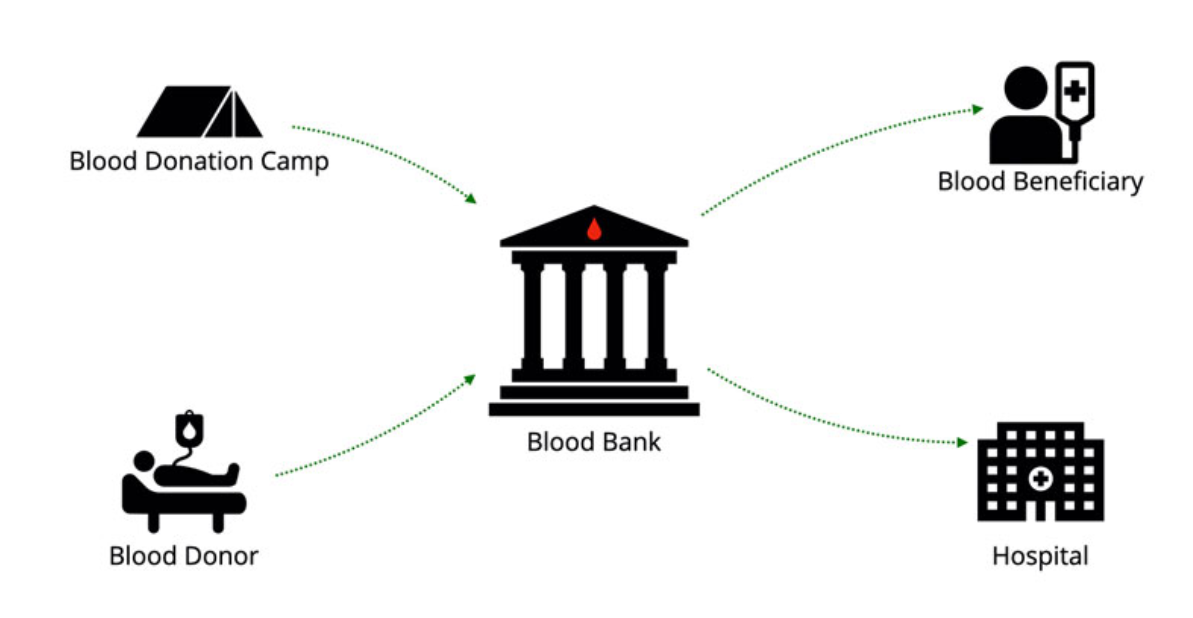 Blood Donation Camp
Blood Beneficiary
Blood Bank
Blood Donor
Hospital